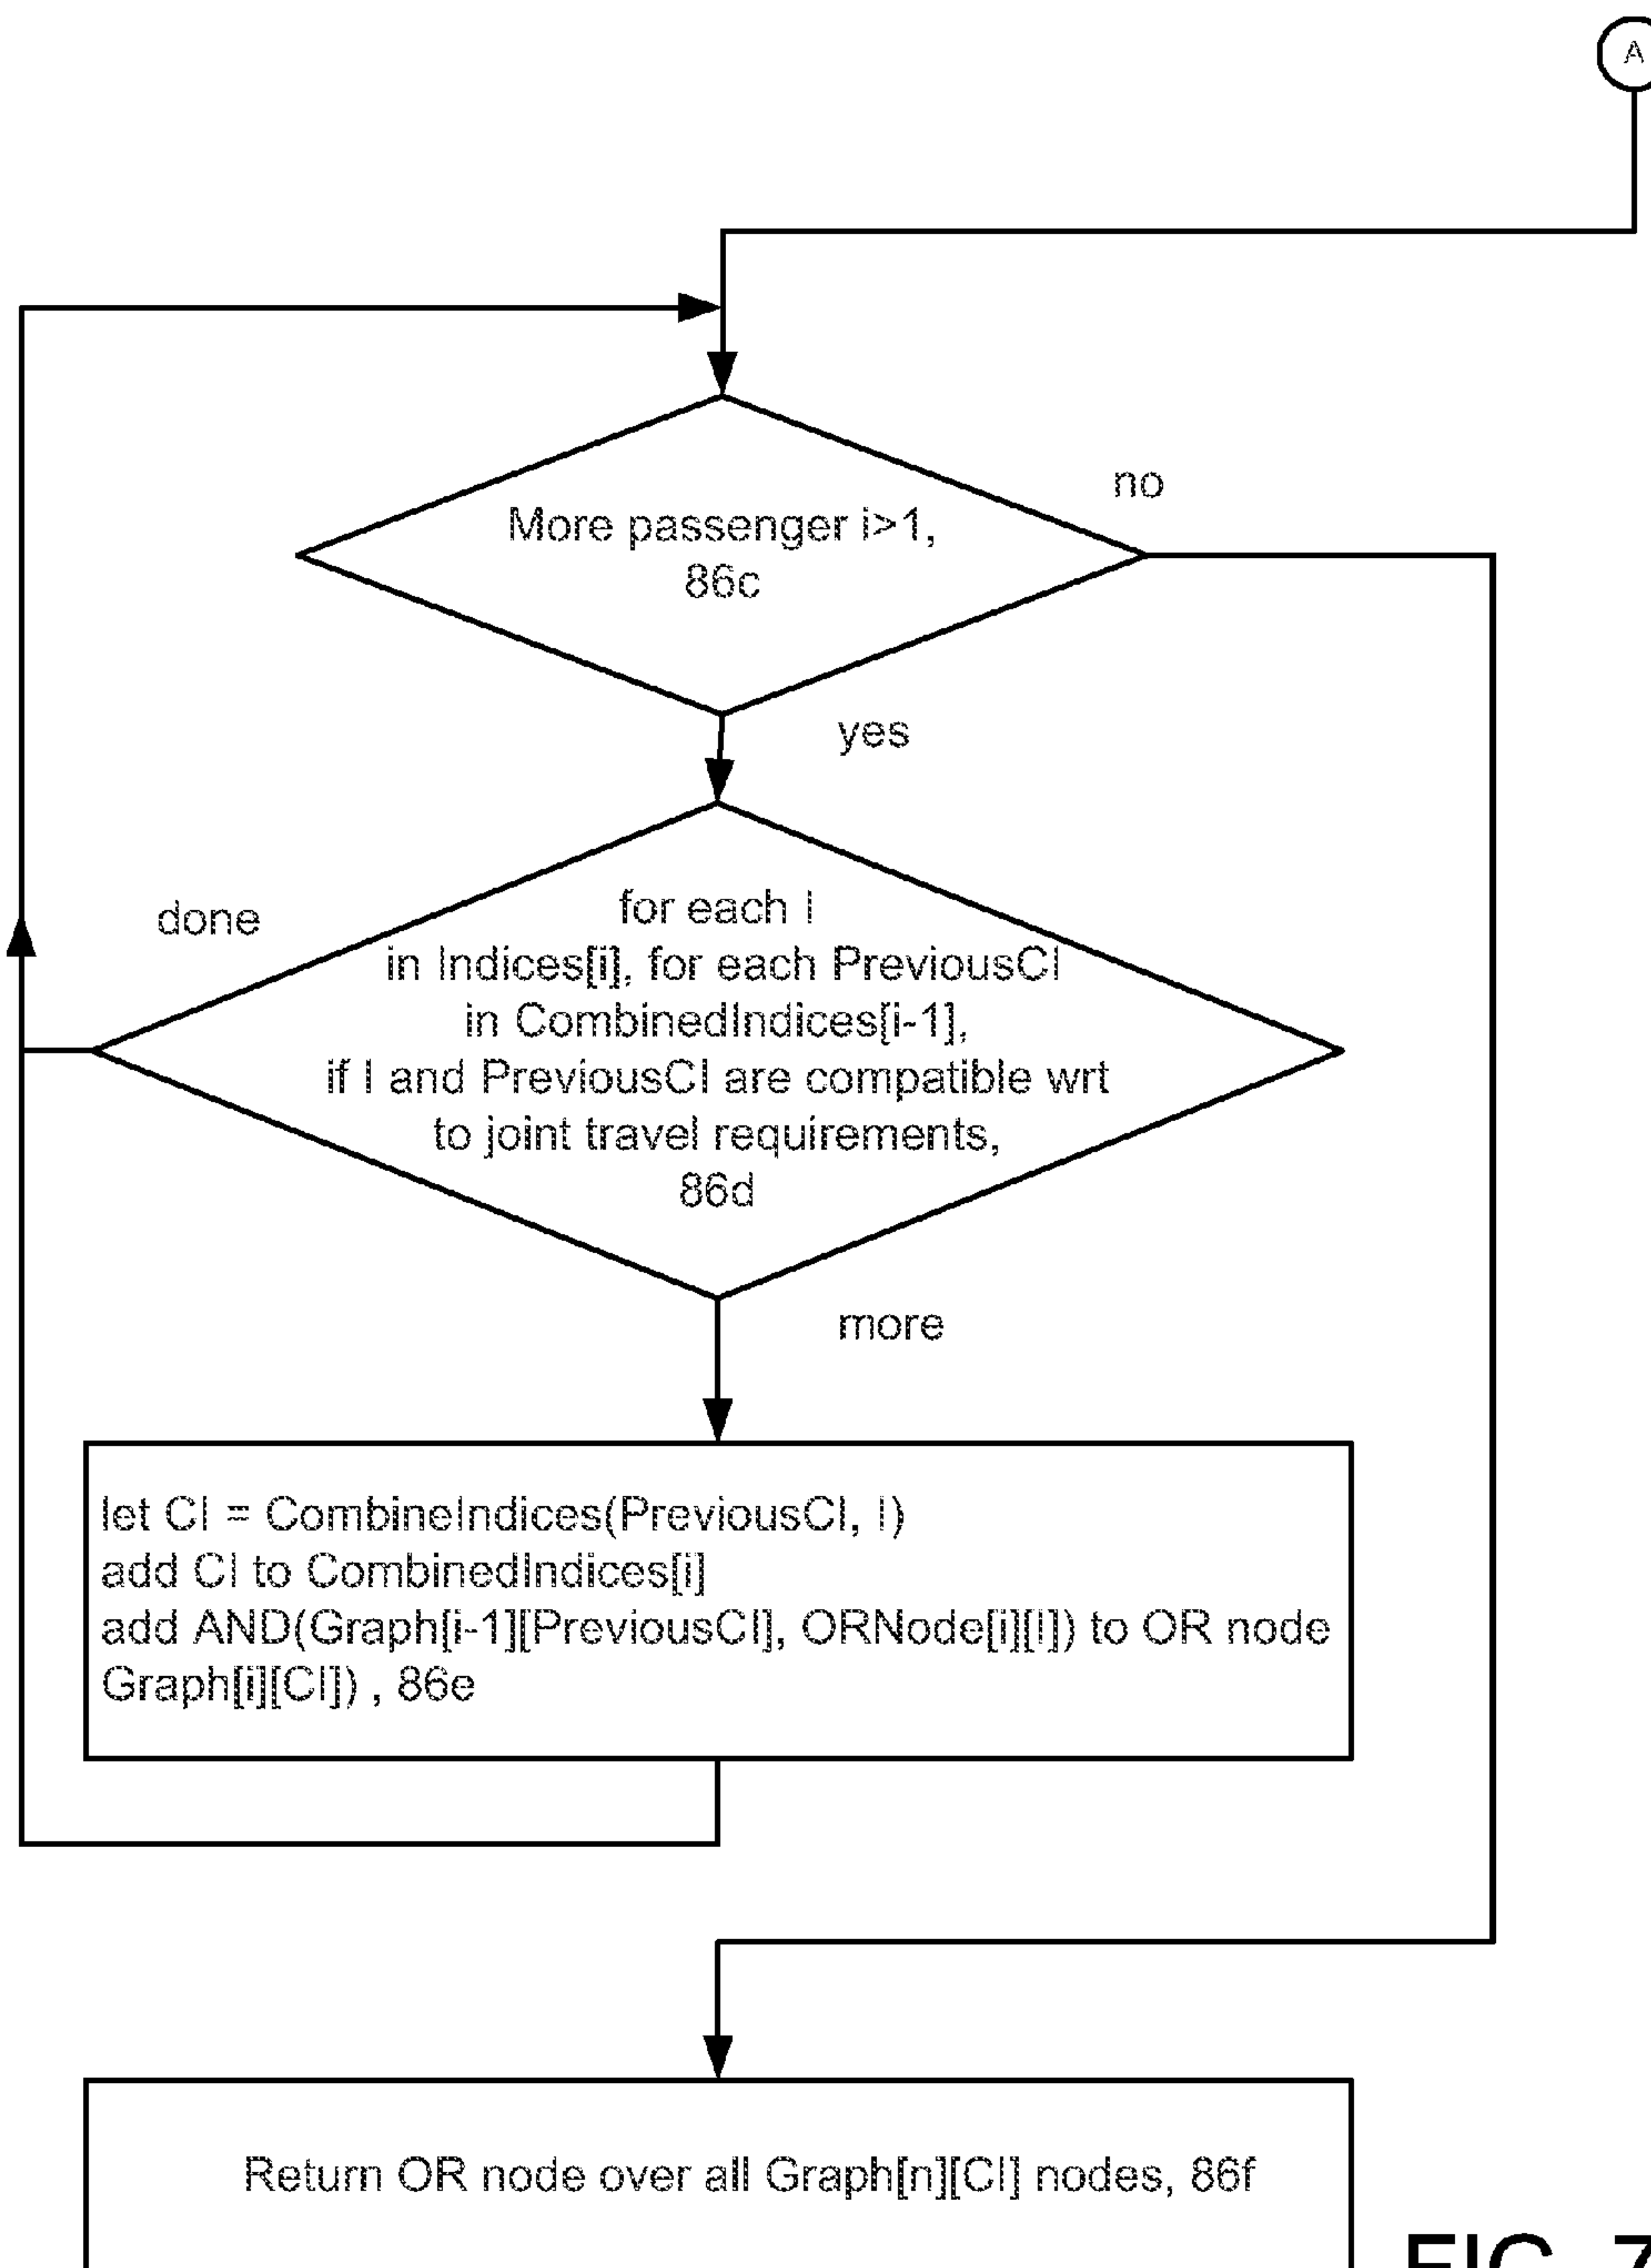 A
no
More passenger i>1,
86c
yes
done
for each I
in Indices[i], for each PreviousCI
in CombinedIndices[i-1],
if I and PreviousCI are compatible wrt
to joint travel requirements,
86d
more
let CI = CombineIndices(PreviousCI, I)
add CI to CombinedIndices[i]
add AND(Graph[i-1][PreviousCI], ORNode[i][I]) to OR node
Graph[i][CI]) , 86e
Return OR node over all Graph[n][CI] nodes, 86f
FIG. 7